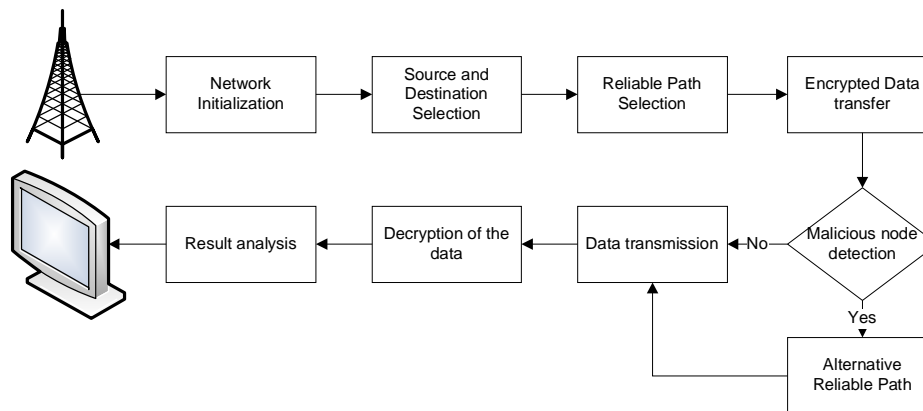 Network
Initialization
Source and
Destination
Selection
Reliable Path
Selection
Encrypted Data
transfer
Malicious node
detection
No
Data transmission
Decryption of the
data
Result analysis
Yes
Alternative
Reliable Path